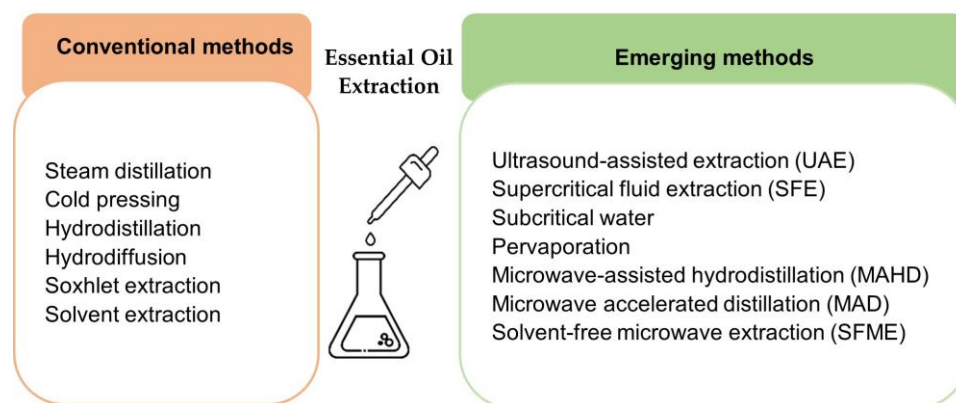 Conventional methods
Essential Oil
Extraction
Emerging methods
Steam distillation
Cold pressing
Hydrodistillation
Hydrodiffusion
Soxhlet extraction
Solvent extraction
Ultrasound-assisted extraction (UAE)
Supercritical fluid extraction (SFE)
Subcritical water
Pervaporation
Microwave-assisted hydrodistillation (MAHD)
Microwave accelerated distillation (MAD)
Solvent-free microwave extraction (SFME)